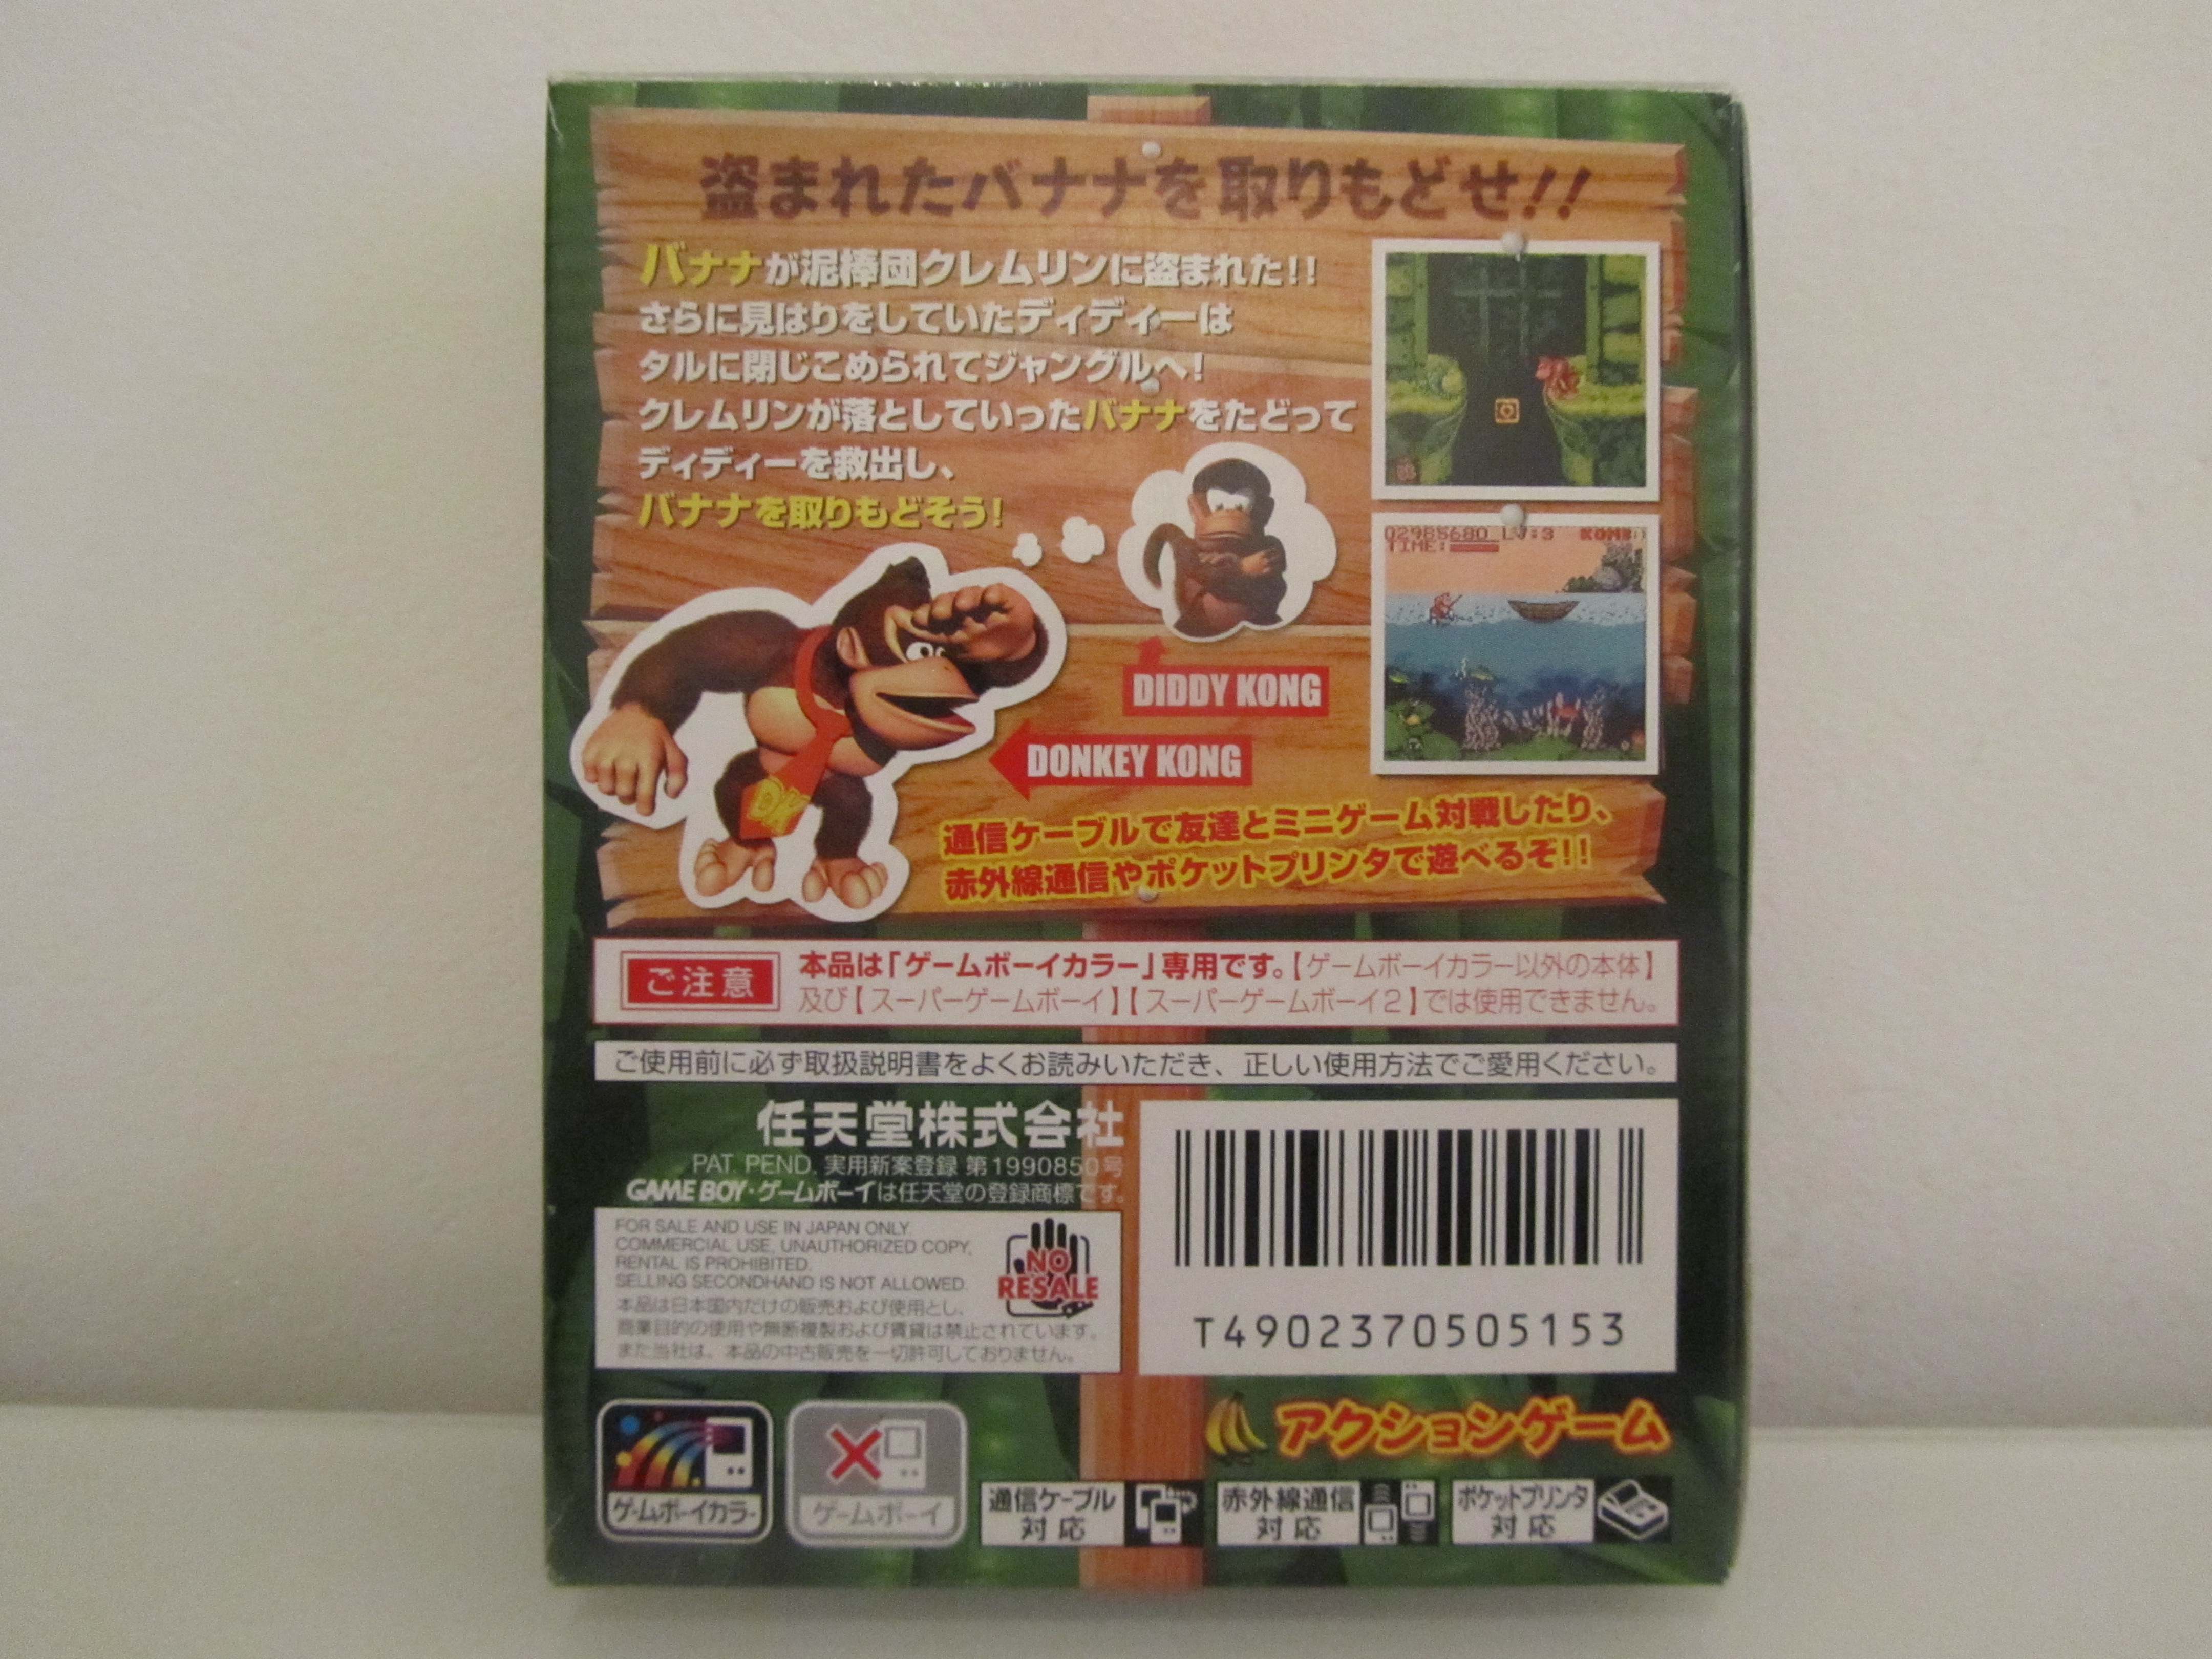 盗まれたバナナを取りもどせ!!
バナナが泥棒団クレムリンに盗まれた!!
さらに見はりをしていたディディーは
タルに閉じこめられてジャングルへ!
クレムリンが落としていったバナナをたどって
ディディーを救出し、
バナナを取りもどそう!
02985680 LV:3 KONG
TIME:
DIDDY KONG
DONKEY KONG
DK
通信ケーブルで友達とミニゲーム対戦したり、
赤外線通信やポケットプリンタで遊べるぞ!!
ご注意
本品は「ゲームボーイカラー」専用です。【ゲームボーイカラー以外の本体】
及び【スーパーゲームボーイ】【スーパーゲームボーイ2】では使用できません。
ご使用前に必ず取扱説明書をよくお読みいただき、正しい使用方法でご愛用ください。
任天堂株式会社
PAT. PEND. 実用新案登録 第1990850号
GAME BOY・ゲームボーイは任天堂の登録商標です。
FOR SALE AND USE IN JAPAN ONLY.
COMMERCIAL USE, UNAUTHORIZED COPY,
RENTAL IS PROHIBITED.
SELLING SECONDHAND IS NOT ALLOWED.
NO
RESALE
本品は日本国内だけの販売および使用とし、
商業目的の使用や無断複製および賃貸は禁止されています。
また当社は、本品の中古販売を一切許可しておりません。
T4902370505153
アクションゲーム
ゲームボーイカラー
ゲームボーイ
通信ケーブル
対応
赤外線通信
対応
ポケットプリンタ
対応